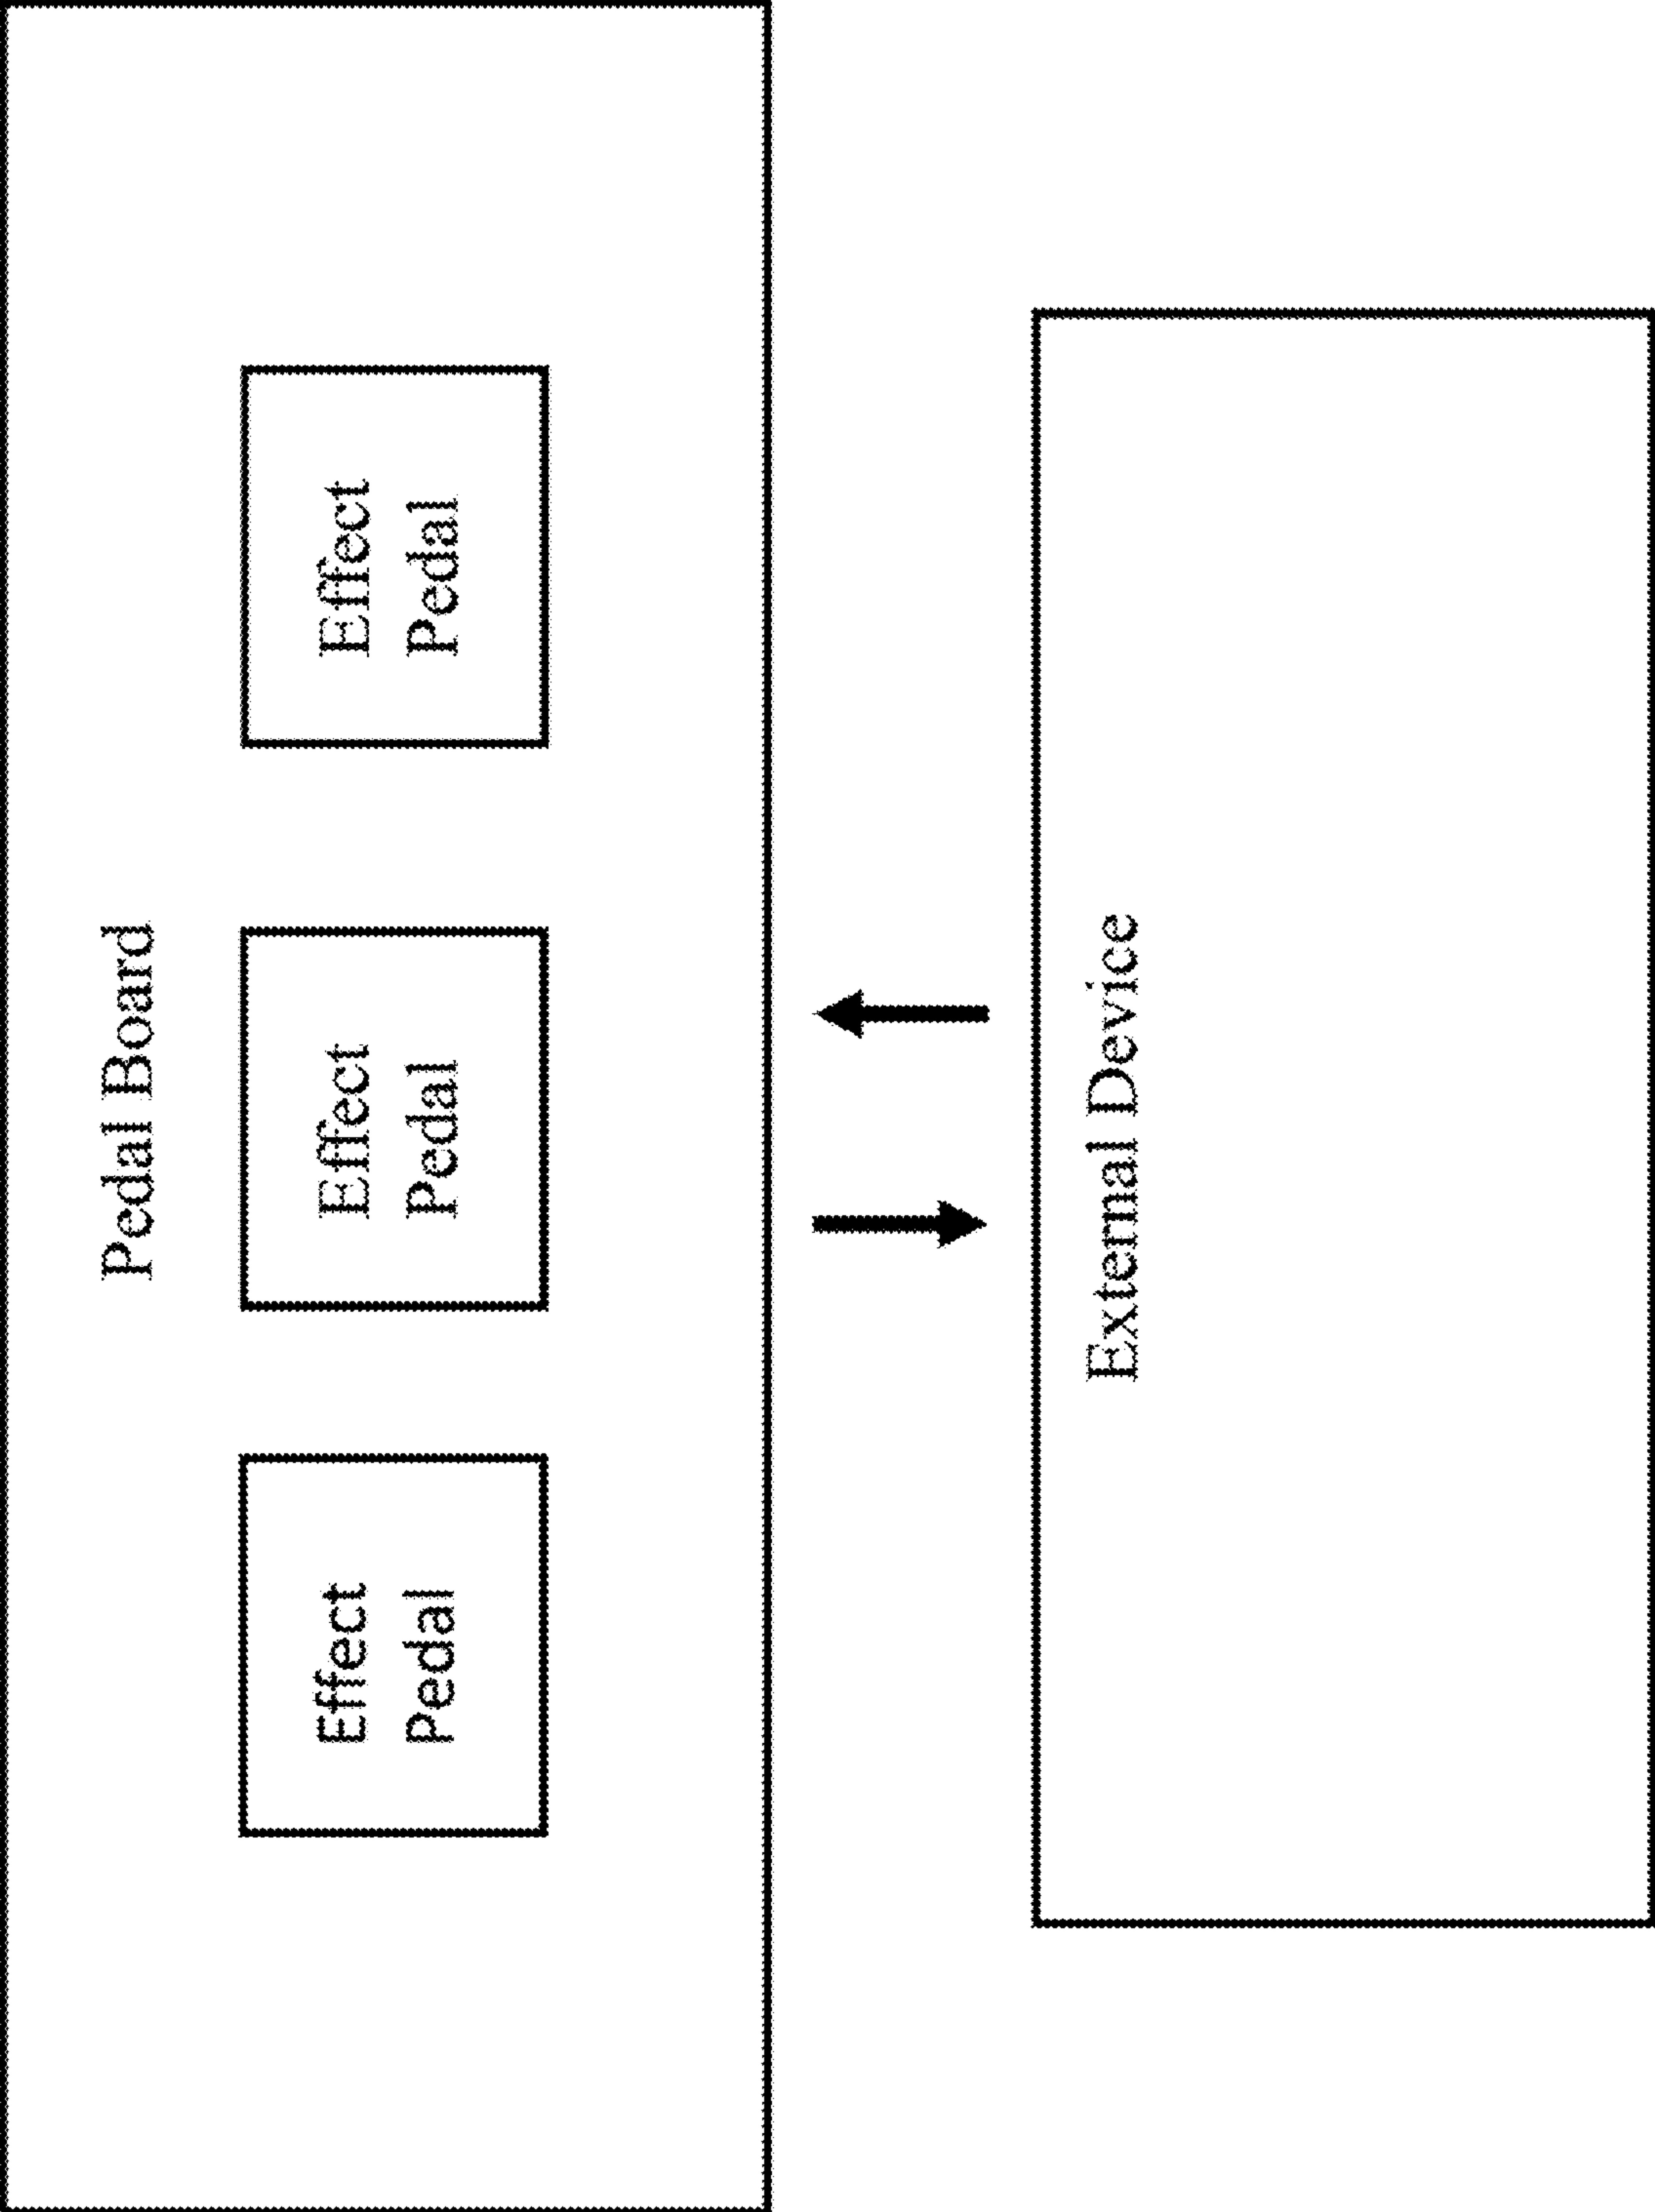 Pedal Board
Effect
Pedal
Effect
Pedal
Effect
Pedal
External Device